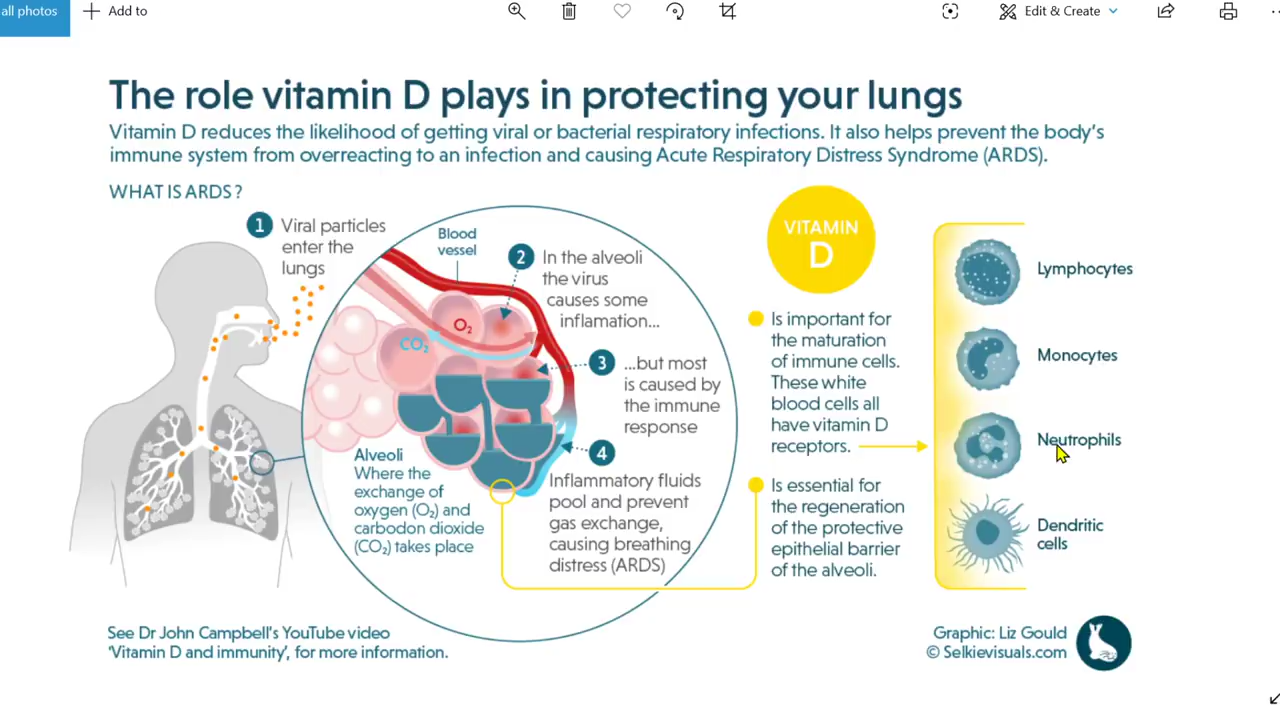 all photos
Add to
Edit & Create
The role vitamin D plays in protecting your lungs
Vitamin D reduces the likelihood of getting viral or bacterial respiratory infections. It also helps prevent the body's
immune system from overreacting to an infection and causing Acute Respiratory Distress Syndrome (ARDS).
WHAT IS ARDS?
1
Viral particles
enter the
lungs
Blood
vessel
2
In the alveoli
the virus
causes some
inflamation...
O₂
CO₂
3
...but most
is caused by
the immune
response
4
Inflammatory fluids
pool and prevent
gas exchange,
causing breathing
distress (ARDS)
Alveoli
Where the
exchange of
oxygen (O₂) and
carbodon dioxide
(CO₂) takes place
VITAMIN
D
Is important for
the maturation
of immune cells.
These white
blood cells all
have vitamin D
receptors.
Is essential for
the regeneration
of the protective
epithelial barrier
of the alveoli.
Lymphocytes
Monocytes
Neutrophils
Dendritic
cells
See Dr John Campbell's YouTube video
'Vitamin D and immunity', for more information.
Graphic: Liz Gould
© Selkievisuals.com